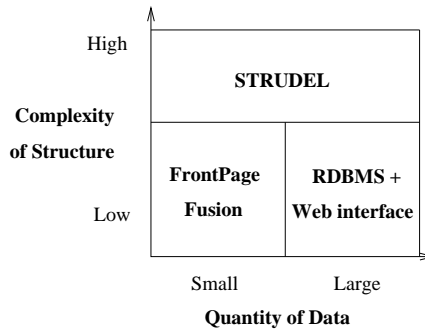 High
STRUDEL
Complexity
of Structure
FrontPage
Fusion
RDBMS +
Web interface
Low
Small
Large
Quantity of Data